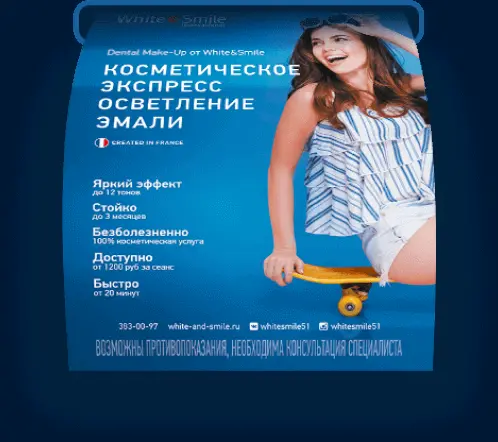 White&Smile
Dental Make-Up от White&Smile
КОСМЕТИЧЕСКОЕ
ЭКСПРЕСС
ОСВЕТЛЕНИЕ
ЭМАЛИ
CREATED IN FRANCE
Яркий эффект
до 12 тонов
Стойко
до 3 месяцев
Безболезненно
100% косметическая услуга
Доступно
от 1200 руб за сеанс
Быстро
от 20 минут
383-00-97 white-and-smile.ru whitesmile51 whitesmile51
ВОЗМОЖНЫ ПРОТИВОПОКАЗАНИЯ, НЕОБХОДИМА КОНСУЛЬТАЦИЯ СПЕЦИАЛИСТА